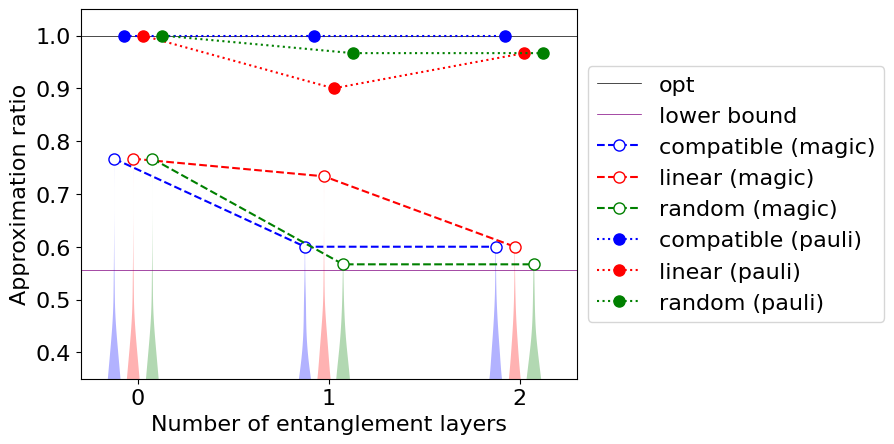 1.0
0.9
0.8
0.7
0.6
0.5
0.4
Approximation ratio
0 1 2
Number of entanglement layers
opt
lower bound
compatible (magic)
linear (magic)
random (magic)
compatible (pauli)
linear (pauli)
random (pauli)